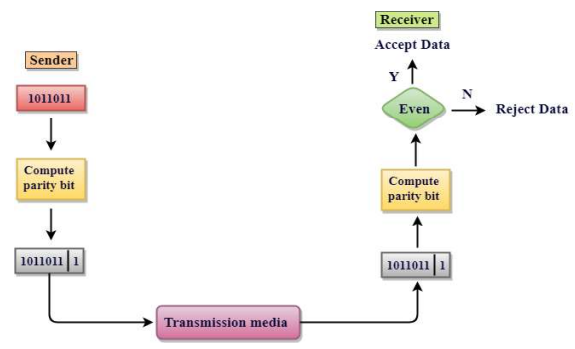 Sender
1011011
Compute
parity bit
1011011 | 1
Transmission media
Receiver
Accept Data
Y
N
Even
Reject Data
Compute
parity bit
1011011 | 1